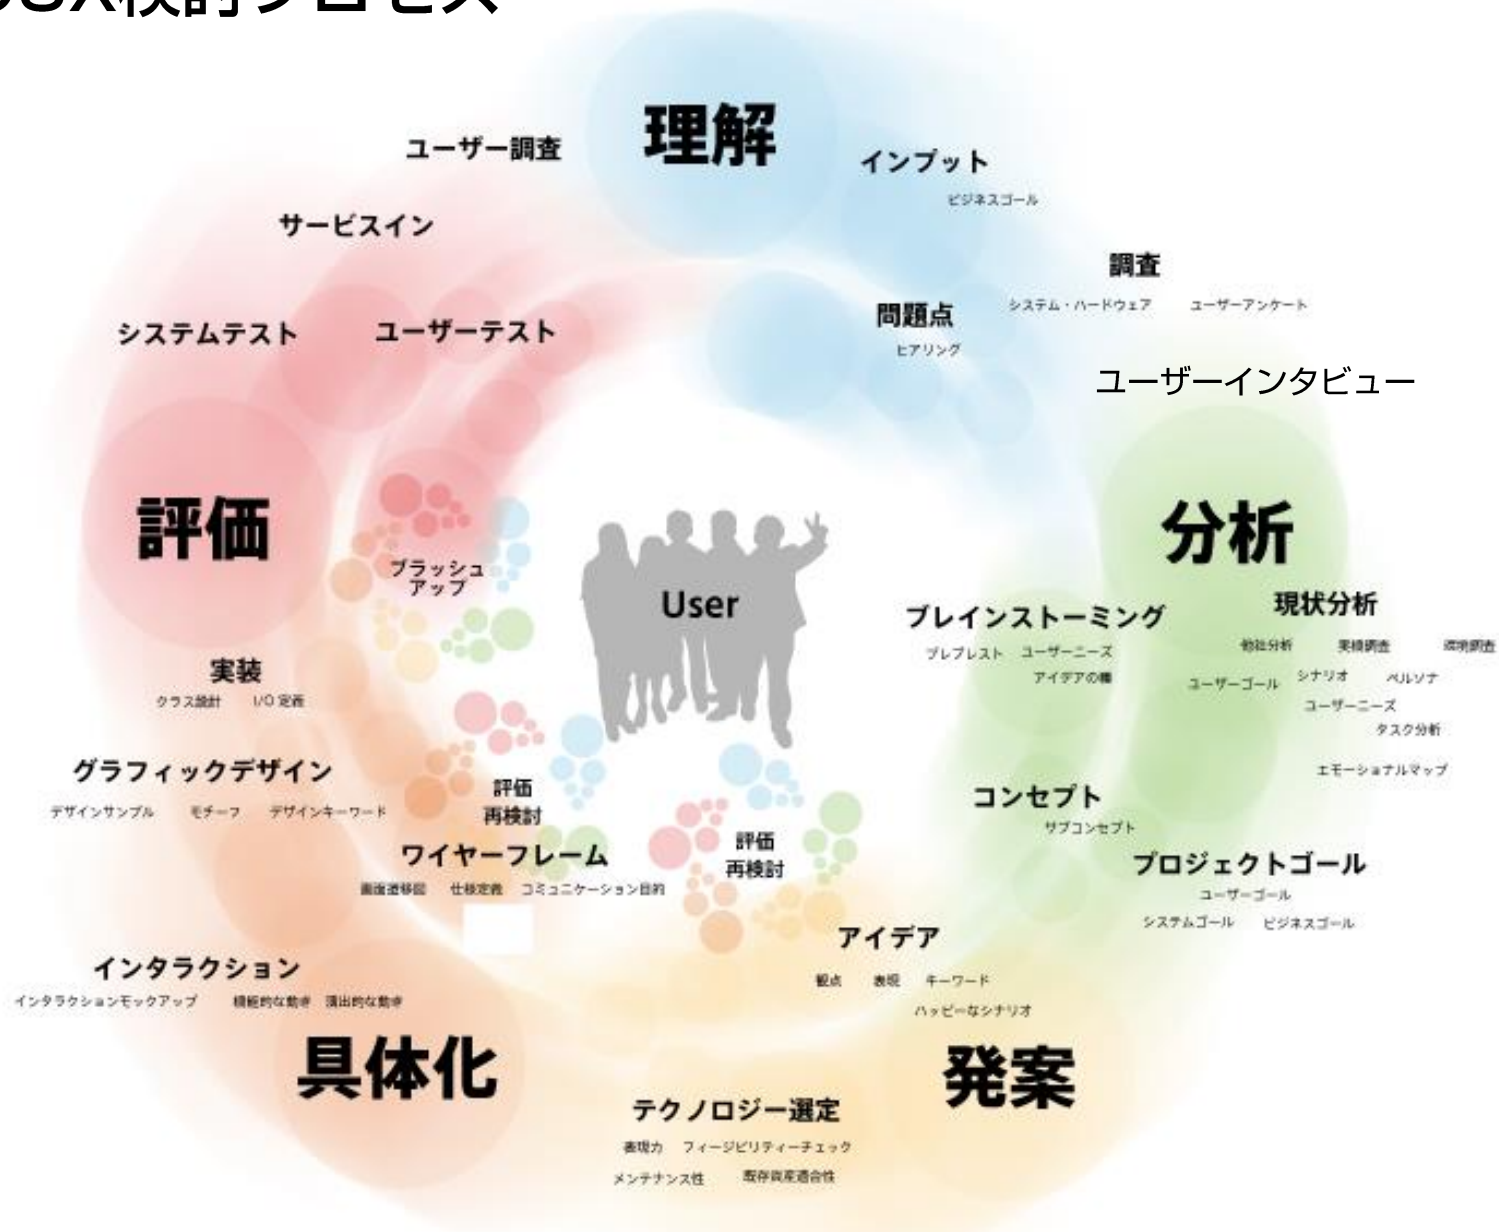 UX検討プロセス
理解
ユーザー調査
インプット
ビジネスゴール
サービスイン
調査
システム・ハードウェア ユーザーアンケート
問題点
ヒアリング
システムテスト
ユーザーテスト
ユーザーインタビュー
評価
分析
ブラッシュ
アップ
User
ブレインストーミング
ブレブレスト ユーザーニーズ
アイデアの種
現状分析
他社分析 実機調査 環境調査
ユーザーゴール シナリオ ペルソナ
ユーザーニーズ
タスク分析
エモーショナルマップ
実装
クラス設計 I/O 定義
グラフィックデザイン
デザインサンプル モチーフ デザインキーワード
評価
再検討
コンセプト
サブコンセプト
ワイヤーフレーム
画面遷移図 仕様定義 コミュニケーション目的
評価
再検討
プロジェクトゴール
ユーザーゴール
システムゴール ビジネスゴール
アイデア
観点 表現 キーワード
ハッピーなシナリオ
インタラクション
インタラクションモックアップ 機能的な動き 演出的な動き
具体化
発案
テクノロジー選定
表現力 フィージビリティーチェック
メンテナンス性 既存資産適合性